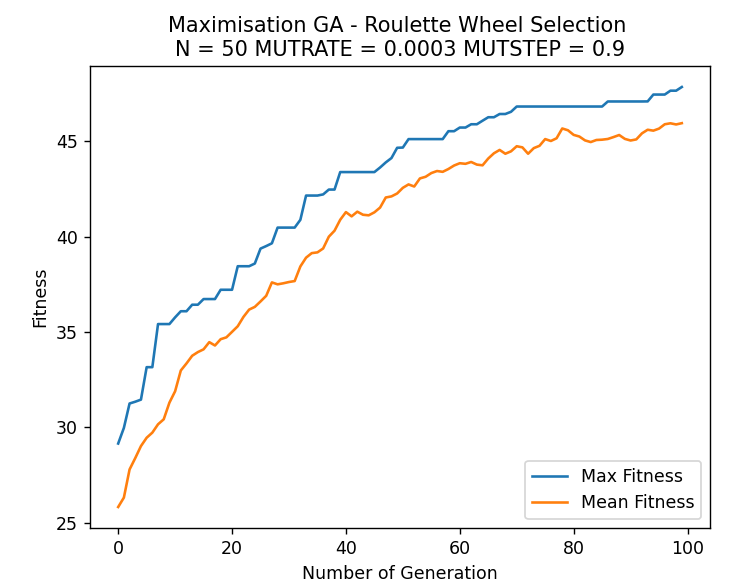 Maximisation GA - Roulette Wheel Selection
N = 50 MUTRATE = 0.0003 MUTSTEP = 0.9
45
40
35
30
25
Fitness
Max Fitness
Mean Fitness
0 20 40 60 80 100
Number of Generation